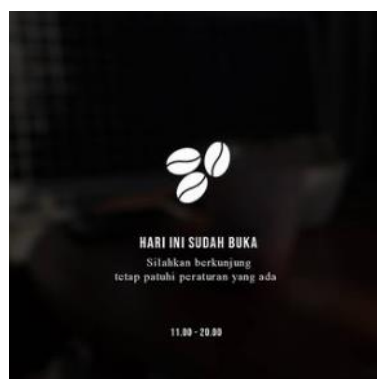 HARI INI SUDAH BUKA
Silahkan berkunjung
tetap patuhi peraturan yang ada
11.00 - 20.00